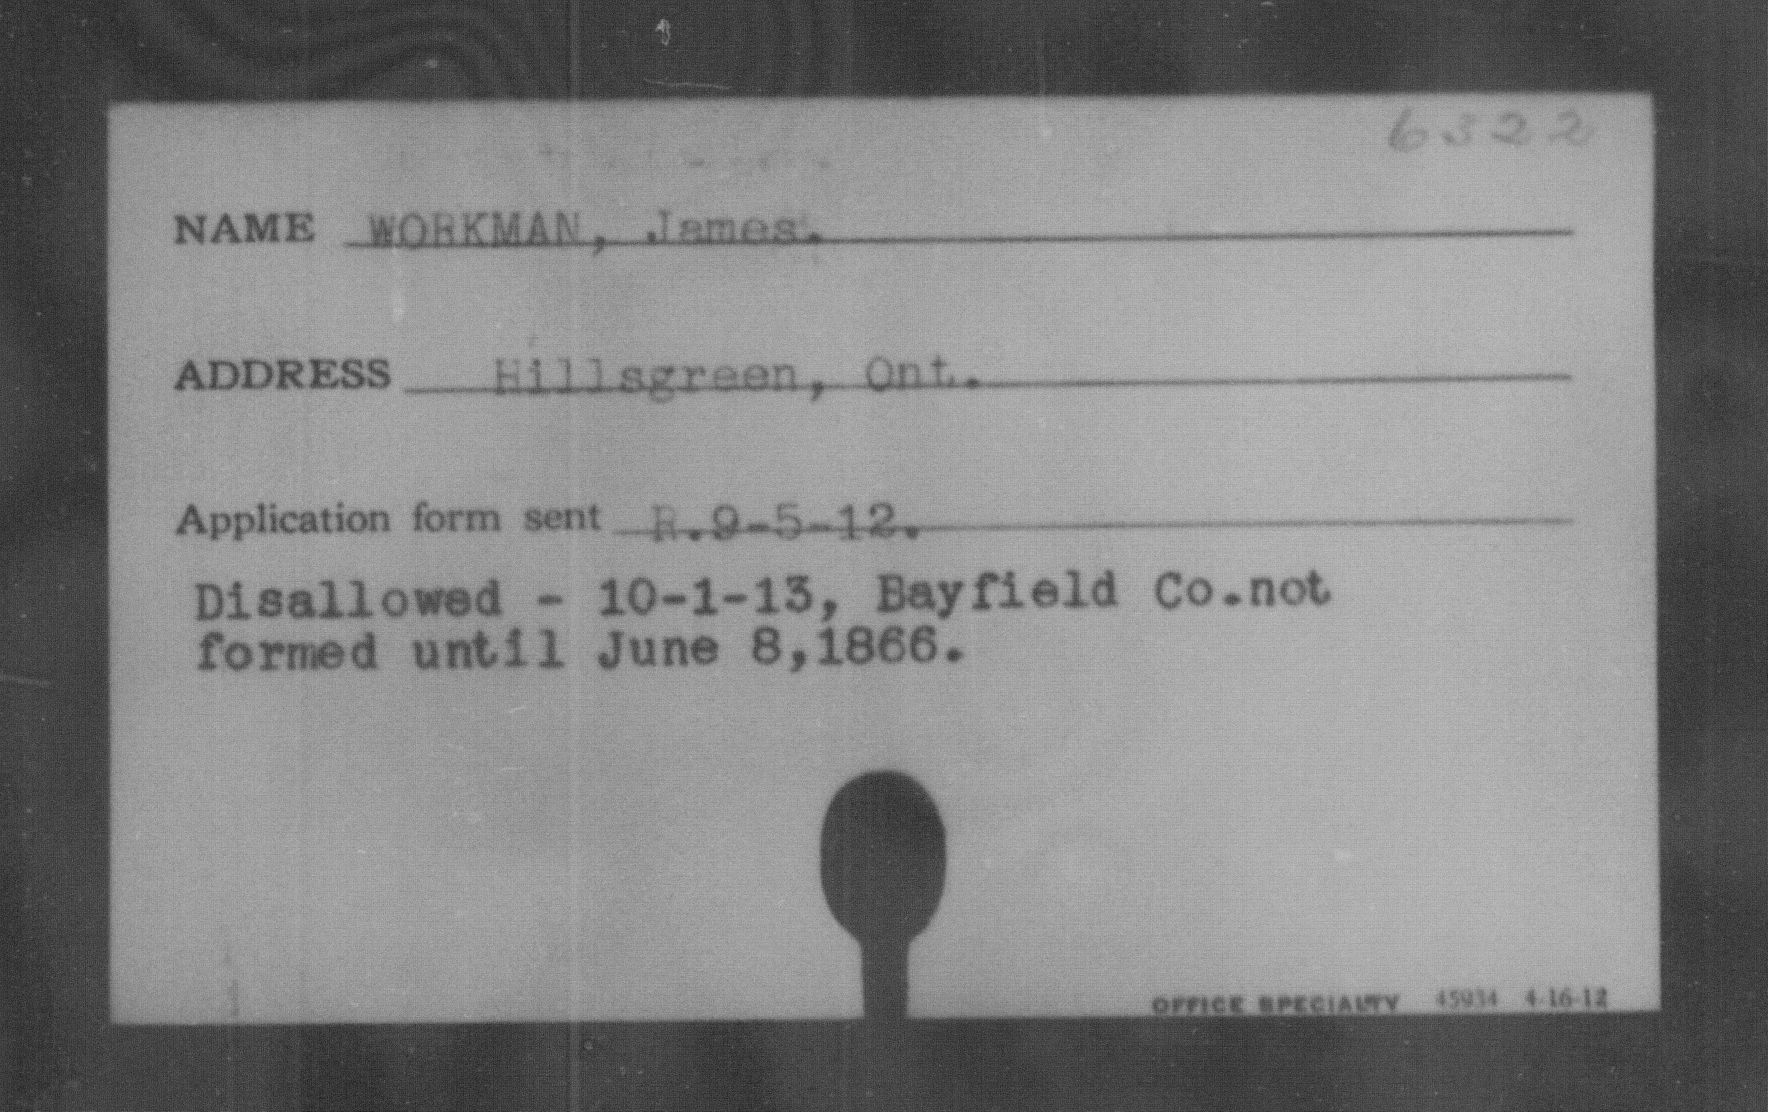 6322
NAME WORKMAN, James.
ADDRESS Hillsgreen, Ont.
Application form sent R.9-5-12.
Disallowed - 10-1-13, Bayfield Co.not
formed until June 8,1866.
OFFICE SPECIALTY 45934 4-16-12